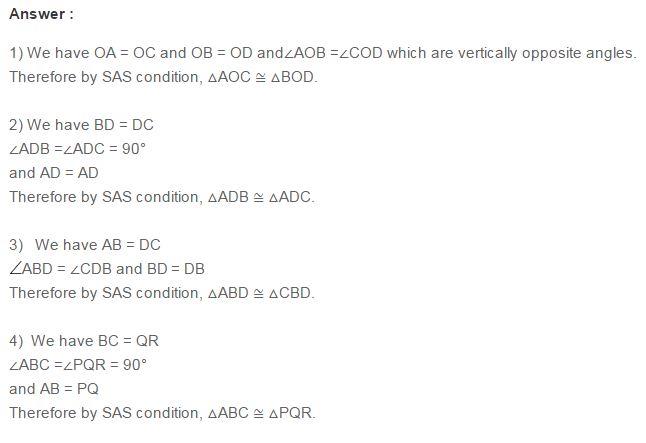 Answer :
1) We have OA = OC and OB = OD and∠AOB =∠COD which are vertically opposite angles.
Therefore by SAS condition, △AOC ≅ △BOD.
2) We have BD = DC
∠ADB =∠ADC = 90°
and AD = AD
Therefore by SAS condition, △ADB ≅ △ADC.
3) We have AB = DC
∠ABD = ∠CDB and BD = DB
Therefore by SAS condition, △ABD ≅ △CBD.
4) We have BC = QR
∠ABC =∠PQR = 90°
and AB = PQ
Therefore by SAS condition, △ABC ≅ △PQR.